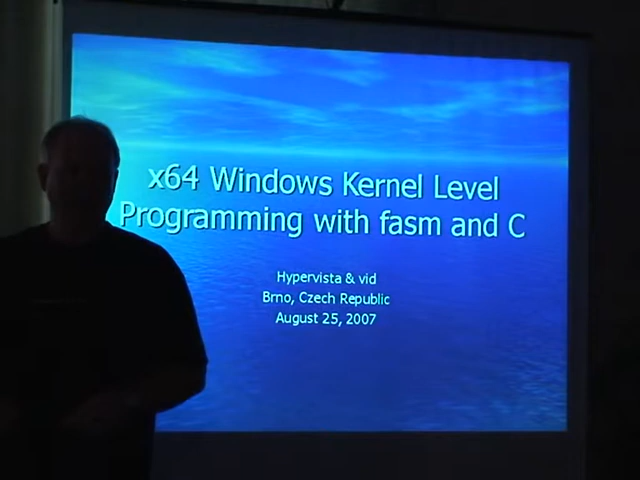 x64 Windows Kernel Level
Programming with fasm and C
Hypervista & vid
Brno, Czech Republic
August 25, 2007